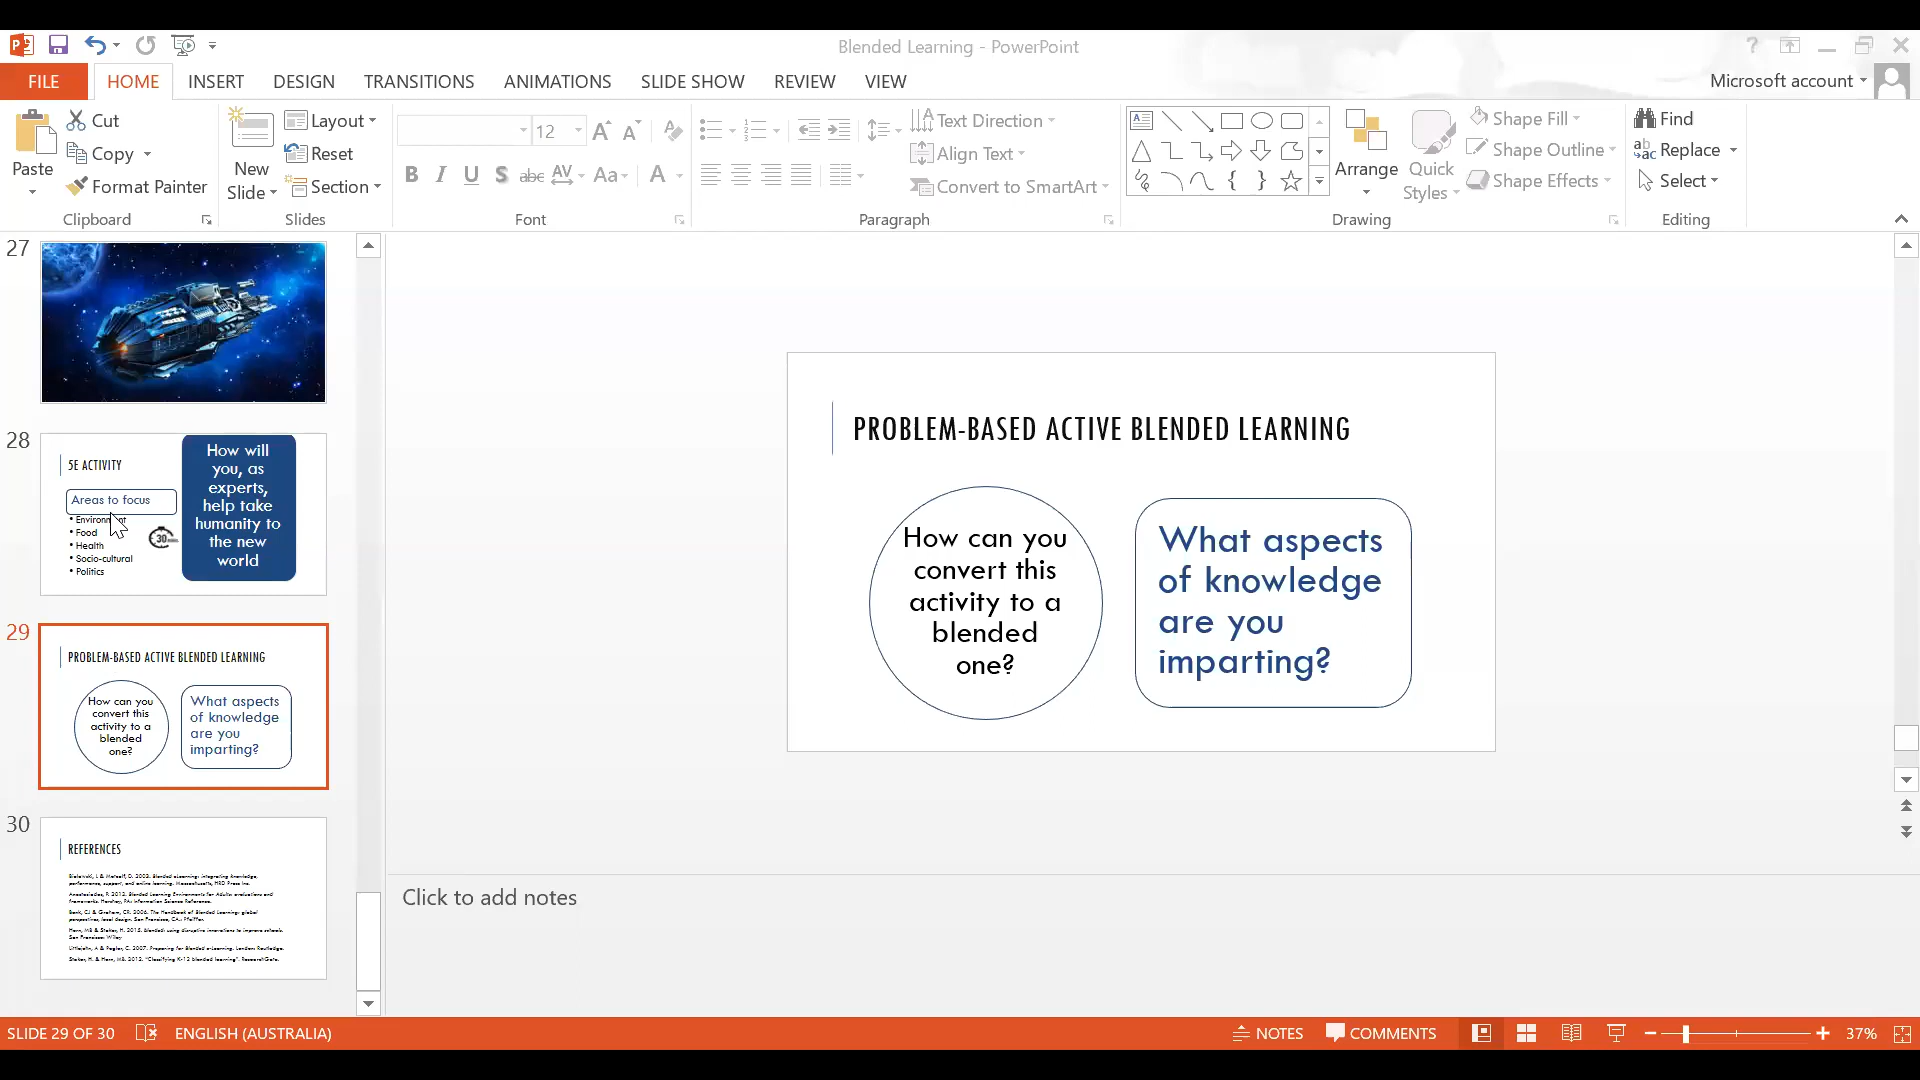 Blended Learning - PowerPoint
FILE HOME INSERT DESIGN TRANSITIONS ANIMATIONS SLIDE SHOW REVIEW VIEW
Microsoft account
Paste
Cut
Copy
Format Painter
Clipboard
New
Slide
Layout
Reset
Section
Slides
12
Font
Text Direction
Align Text
Convert to SmartArt
Paragraph
Arrange
Quick
Styles
Shape Fill
Shape Outline
Shape Effects
Drawing
Find
Replace
Select
Editing
27
28
5E ACTIVITY
Areas to focus
• Environment
• Food
• Health
• Socio-cultural
• Politics
30
How will
you, as
experts,
help take
humanity to
the new
world
29
PROBLEM-BASED ACTIVE BLENDED LEARNING
How can you
convert this
activity to a
blended
one?
What aspects
of knowledge
are you
imparting?
30
REFERENCES
PROBLEM-BASED ACTIVE BLENDED LEARNING
How can you
convert this
activity to a
blended
one?
What aspects
of knowledge
are you
imparting?
Click to add notes
SLIDE 29 OF 30
ENGLISH (AUSTRALIA)
NOTES
COMMENTS
37%